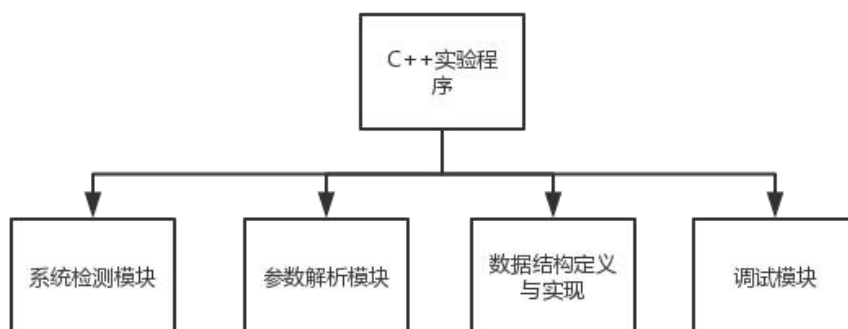 C++实验程
序
系统检测模块
参数解析模块
数据结构定义
与实现
调试模块